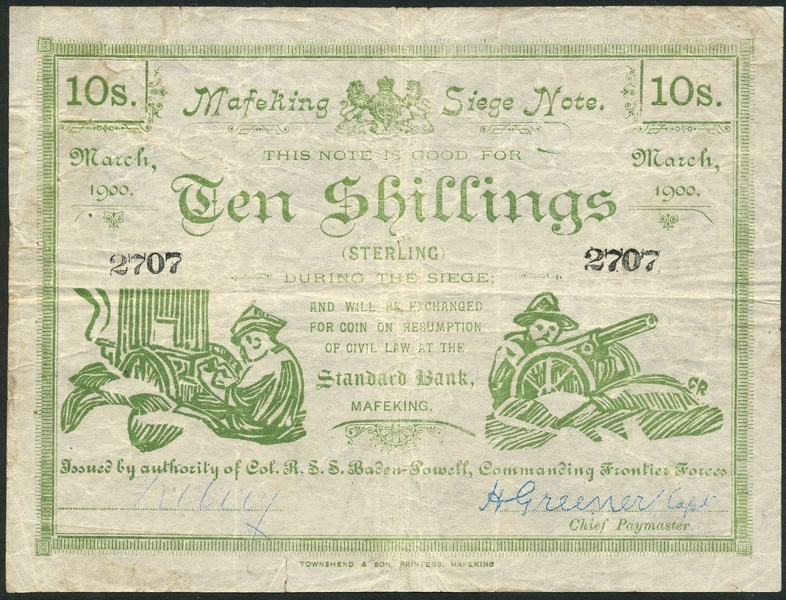 10s.
Mafeking Siege Note.
10s.
March,
1900.
March,
1900.
THIS NOTE IS GOOD FOR
Ten Shillings
(STERLING)
2707
2707
DURING THE SIEGE;
AND WILL BE EXCHANGED
FOR COIN ON RESUMPTION
OF CIVIL LAW AT THE
Standard Bank,
MAFEKING.
CR
Issued by authority of Col. R. S. S. Baden-Powell, Commanding Frontier Forces
H Greener Capt
Chief Paymaster
TOWNSHEND & SON, PRINTERS, MAFEKING